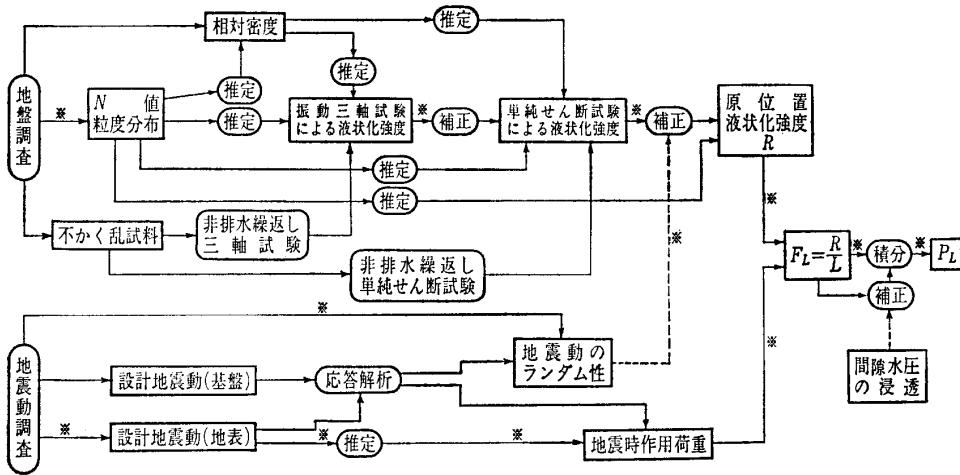 相対密度
推定
推定
地盤調査
※
N 値
粒度分布
推定
推定
振動三軸試験
による液状化強度
※
補正
単純せん断試験
による液状化強度
※
補正
原位置
液状化強度
R
推定
推定
不かく乱試料
非排水繰返し
三軸試験
非排水繰返し
単純せん断試験
※
※
F_L=R/L
※
積分
※
P_L
補正
間隙水圧
の浸透
※
地震動調査
※
地震動の
ランダム性
設計地震動(基盤)
応答解析
※
設計地震動(地表)
※
推定
※
地震時作用荷重